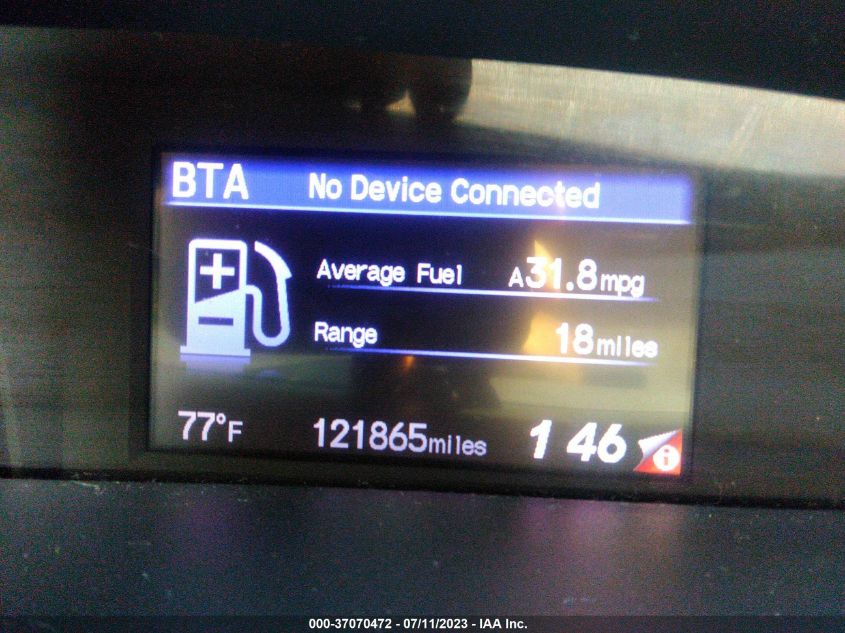 BTA No Device Connected
Average Fuel A31.8mpg
Range 18miles
77°F 121865miles 1 46
000-37070472 - 07/11/2023 - IAA Inc.